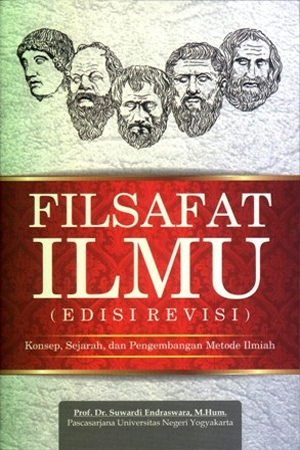 FILSAFAT
ILMU
(EDISI REVISI)
Konsep, Sejarah, dan Pengembangan Metode Ilmiah
Prof. Dr. Suwardi Endraswara, M.Hum.
Pascasarjana Universitas Negeri Yogyakarta